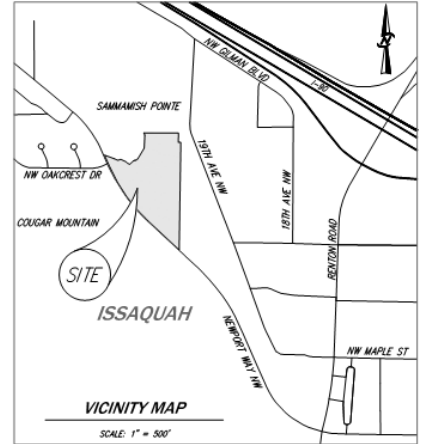 NW GILMAN BLVD
I-90
SAMMAMISH POINTE
19TH AVE NW
18TH AVE NW
NW OAKCREST DR
COUGAR MOUNTAIN
RENTON ROAD
SITE
ISSAQUAH
NEWPORT WAY NW
NW MAPLE ST
VICINITY MAP
SCALE: 1" = 500'